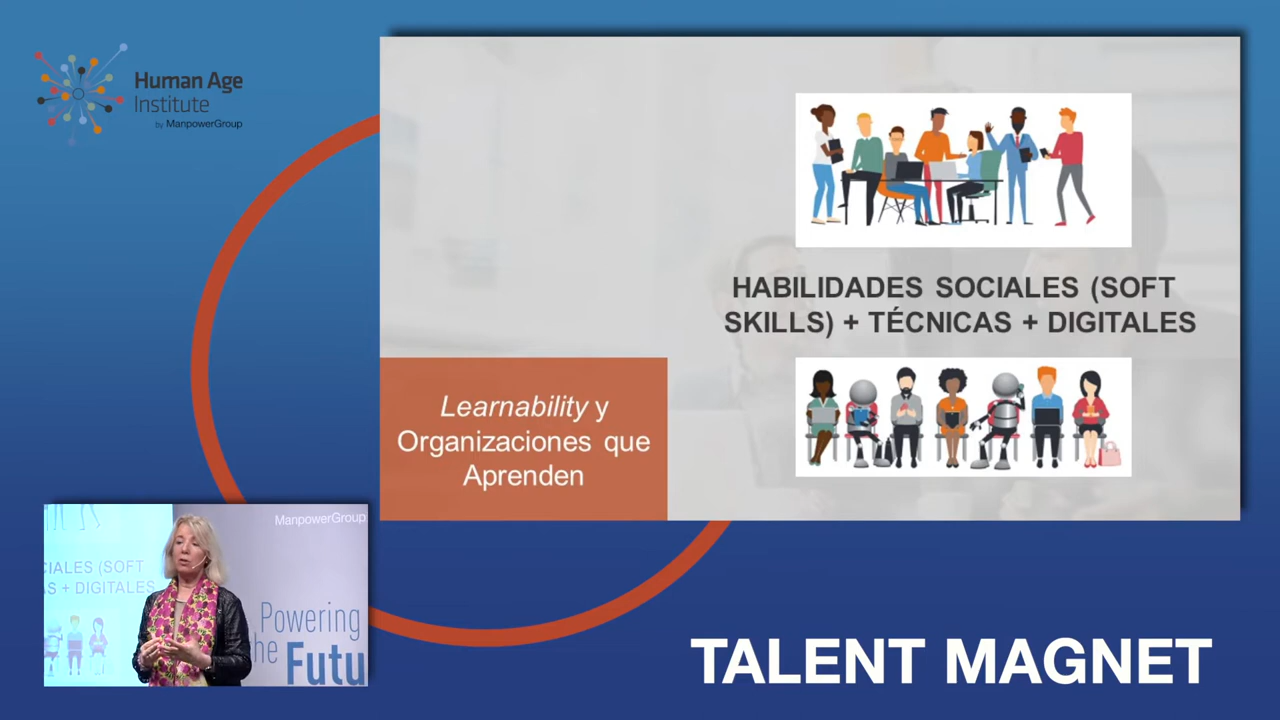 Human Age
Institute
by ManpowerGroup
HABILIDADES SOCIALES (SOFT
SKILLS) + TÉCNICAS + DIGITALES
Learnability y
Organizaciones que
Aprenden
ManpowerGroup
CIALES (SOFT
AS + DIGITALES
Powering
the
Futu
TALENT MAGNET